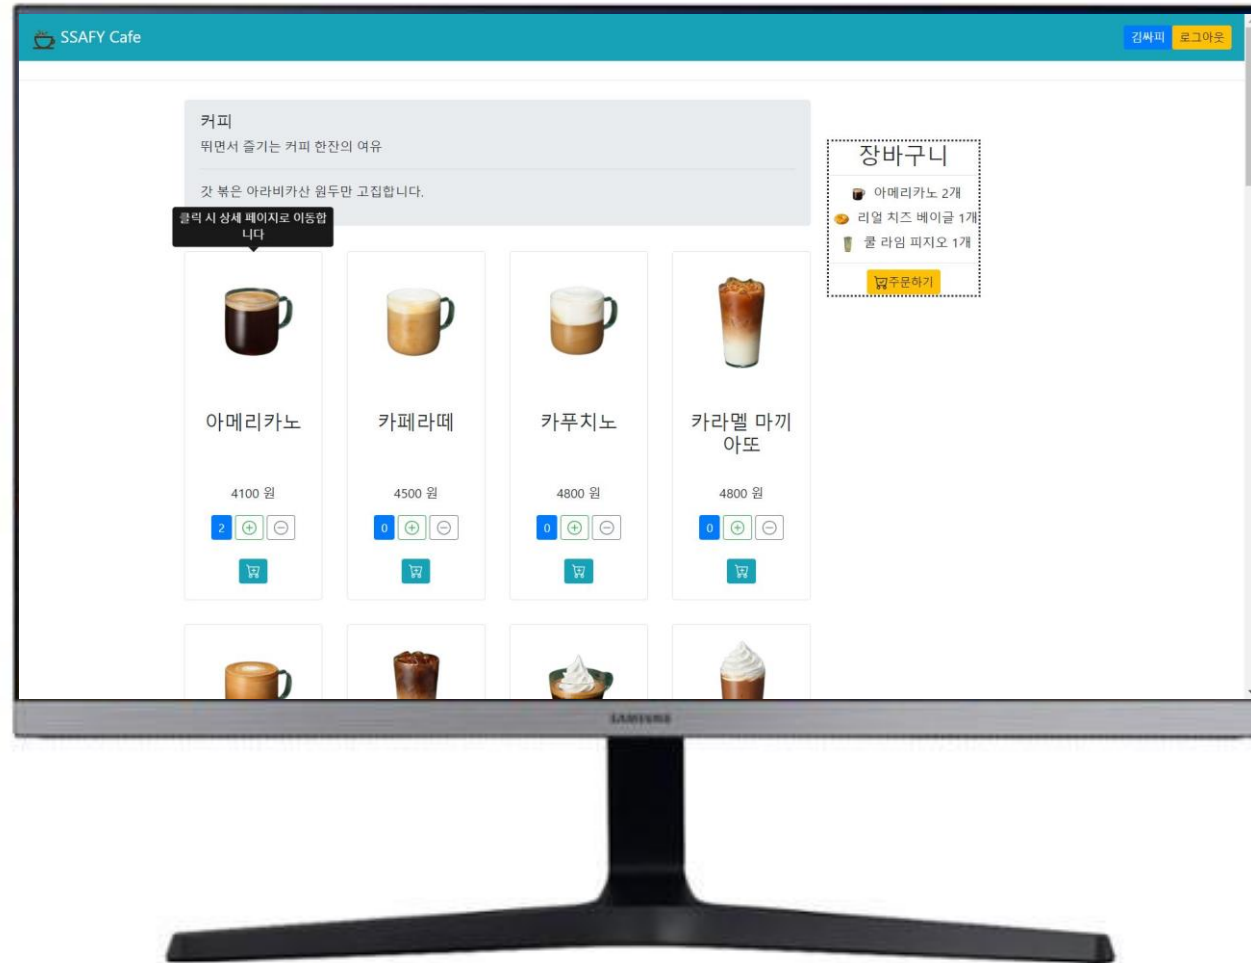 SSAFY Cafe
김싸피 로그아웃
커피
뛰면서 즐기는 커피 한잔의 여유
갓 볶은 아라비카산 원두만 고집합니다.
클릭 시 상세 페이지로 이동합
니다
장바구니
아메리카노 2개
리얼 치즈 베이글 1개
쿨 라임 피지오 1개
주문하기
아메리카노
4100 원
2
카페라떼
4500 원
0
카푸치노
4800 원
0
카라멜 마끼
아또
4800 원
0
SAMSUNG